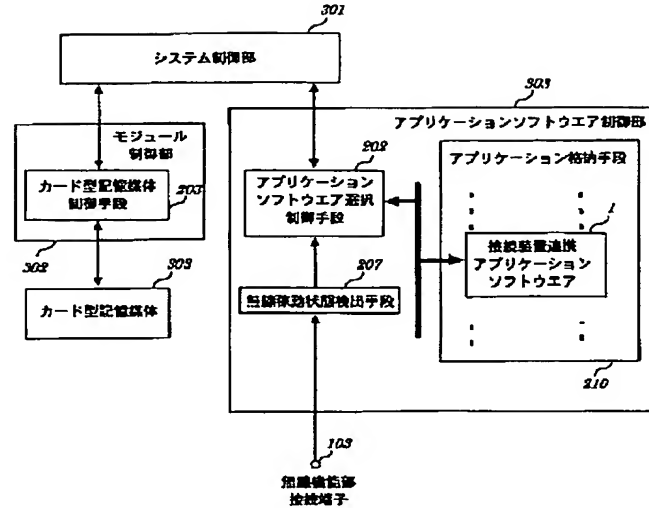 301
システム制御部
303
アプリケーションソフトウエア制御部
モジュール
制御部
カード型記憶媒体
制御手段
203
302
303
カード型記憶媒体
202
アプリケーション
ソフトウエア選択
制御手段
207
無線稼動状態検出手段
アプリケーション格納手段
1
接続装置連携
アプリケーション
ソフトウエア
210
103
無線機能部
接続端子